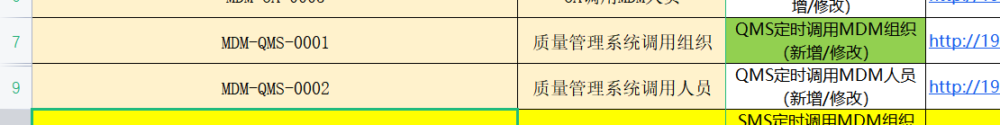 增/修改)
7
MDM-QMS-0001
质量管理系统调用组织
QMS定时调用MDM组织
(新增/修改)
http://19
9
MDM-QMS-0002
质量管理系统调用人员
QMS定时调用MDM人员
(新增/修改)
http://19
SMS定时调用MDM组织